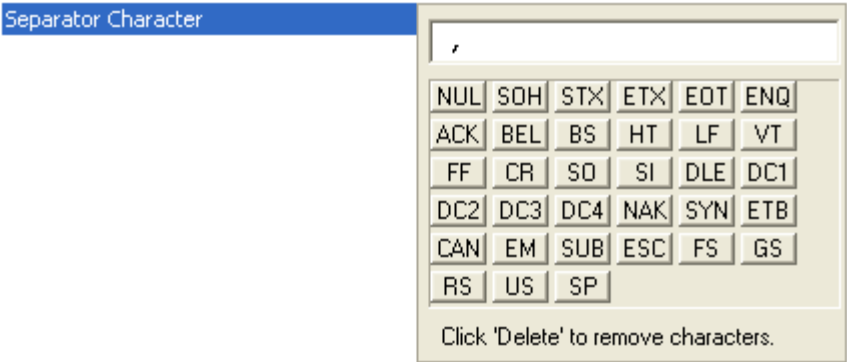 Separator Character
,
NUL SOH STX ETX EOT ENQ
ACK BEL BS HT LF VT
FF CR SO SI DLE DC1
DC2 DC3 DC4 NAK SYN ETB
CAN EM SUB ESC FS GS
RS US SP
Click 'Delete' to remove characters.